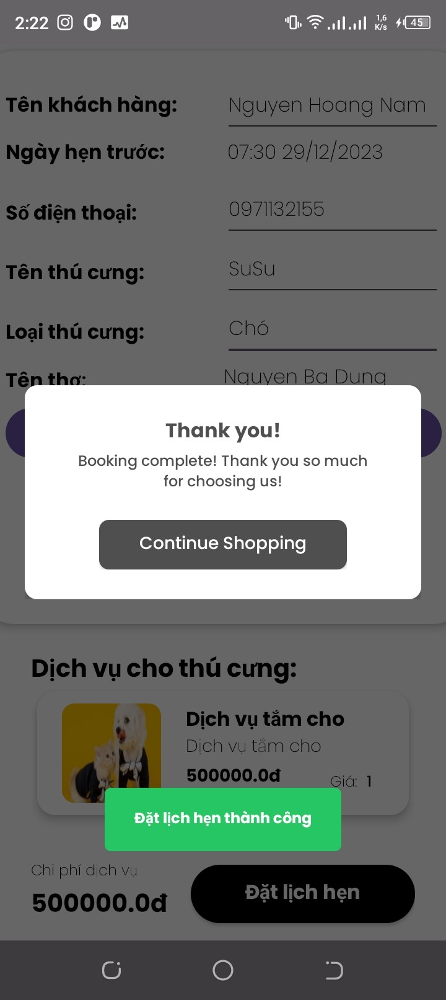 2:22
1,6
K/s
45
Tên khách hàng:
Nguyen Hoang Nam
Ngày hẹn trước:
07:30 29/12/2023
Số điện thoại:
0971132155
Tên thú cưng:
SuSu
Loại thú cưng:
Chó
Tên thợ:
Nguyen Ba Dung
Thank you!
Booking complete! Thank you so much
for choosing us!
Continue Shopping
Dịch vụ cho thú cưng:
Dịch vụ tắm cho
Dịch vụ tắm cho
500000.0đ
Giá: 1
Đặt lịch hẹn thành công
Chi phí dịch vụ
500000.0đ
Đặt lịch hẹn